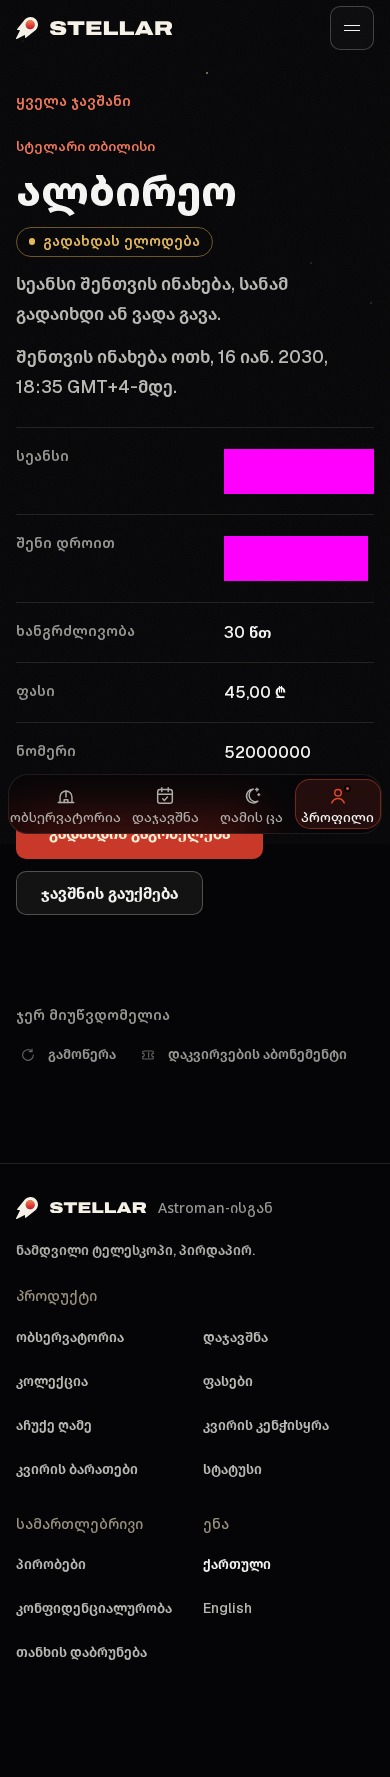 STELLAR
ყველა ჯავშანი
სტელარი თბილისი
ალბირეო
გადახდას ელოდება
სეანსი შენთვის ინახება, სანამ
გადაიხდი ან ვადა გავა.
შენთვის ინახება ოთხ, 16 იან. 2030,
18:35 GMT+4-მდე.
სეანსი
შენი დროით
ხანგრძლივობა 30 წთ
ფასი 45,00 ₾
ნომერი 52000000
ობსერვატორია დაჯავშნა ღამის ცა პროფილი
ჯავშნის გაუქმება
ჯერ მიუწვდომელია
გამოწერა დაკვირვების აბონემენტი
STELLAR Astroman-ისგან
ნამდვილი ტელესკოპი, პირდაპირ.
პროდუქტი
ობსერვატორია დაჯავშნა
კოლექცია ფასები
აჩუქე ღამე კვირის კენჭისყრა
კვირის ბარათები სტატუსი
სამართლებრივი ენა
პირობები ქართული
კონფიდენციალურობა English
თანხის დაბრუნება